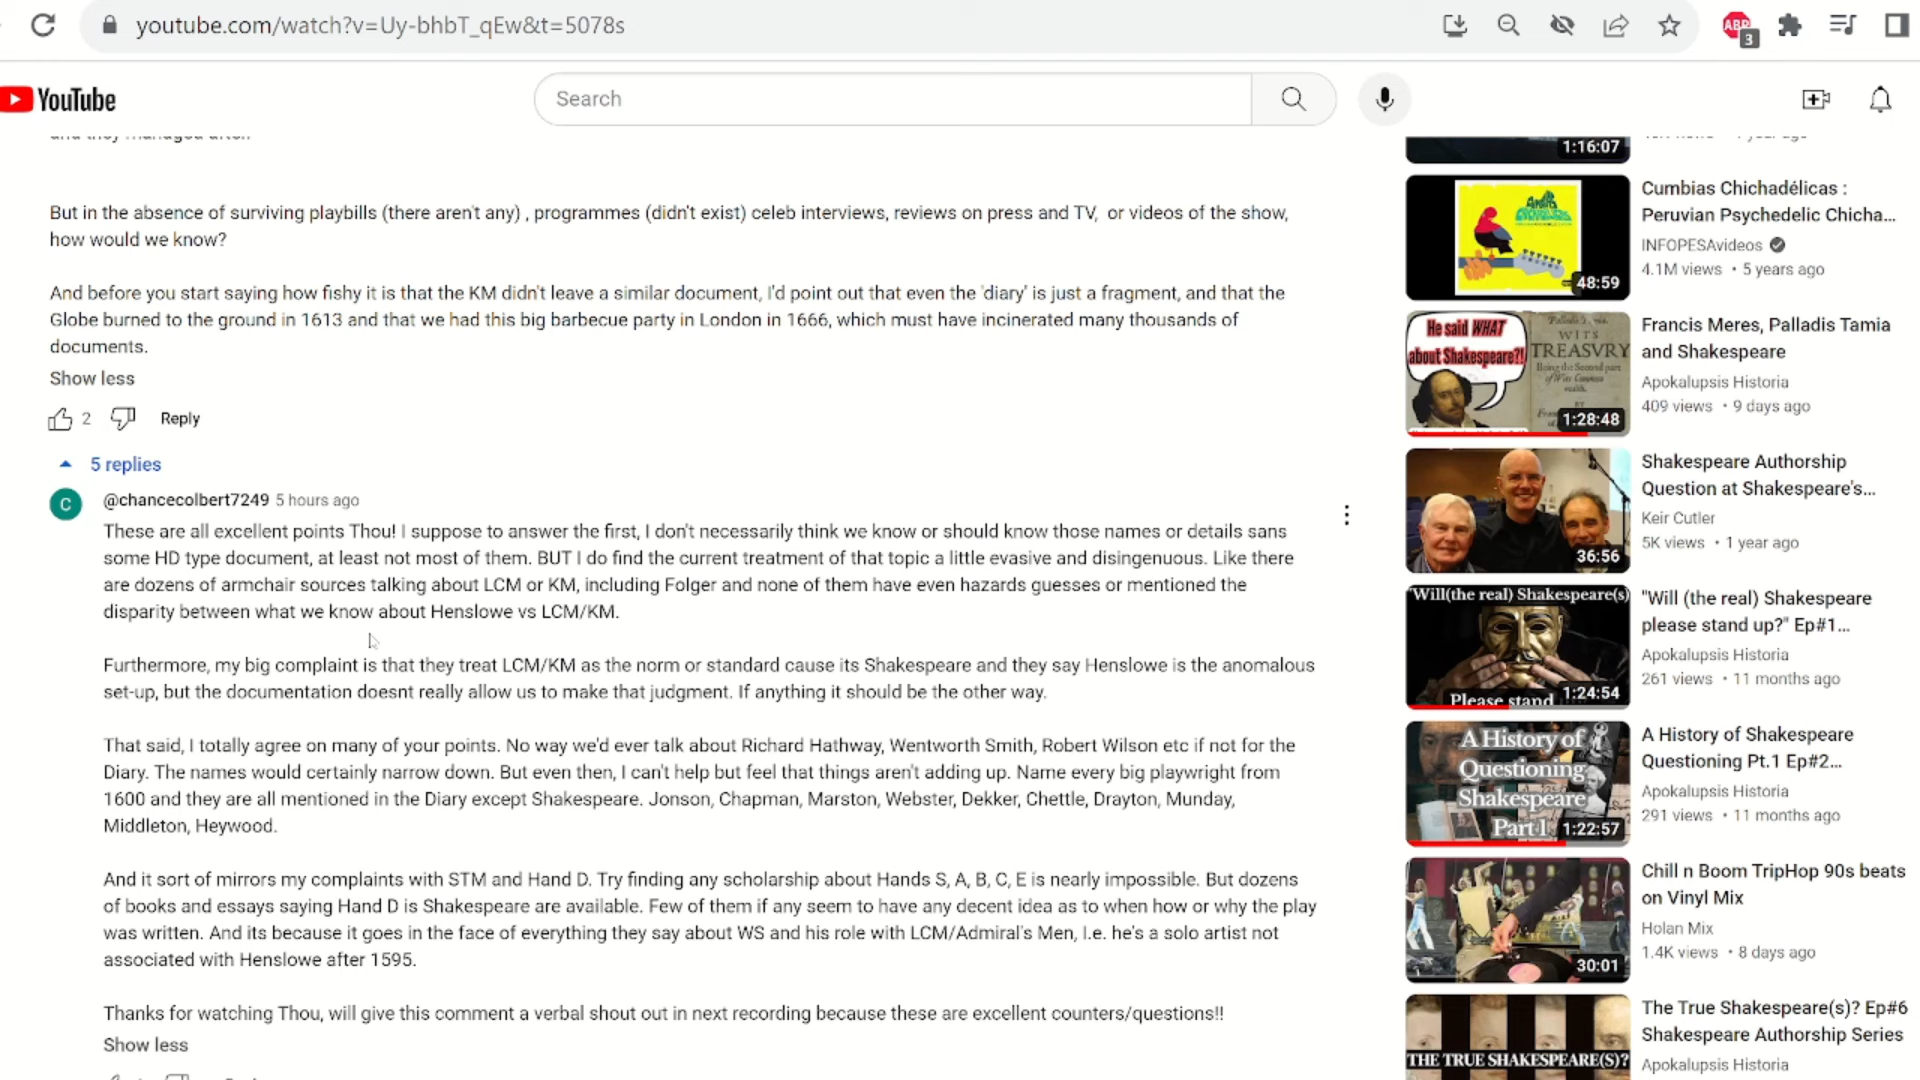 youtube.com/watch?v=Uy-bhbT_qEw&t=5078s
ABP
3
YouTube
Search
But in the absence of surviving playbills (there aren't any) , programmes (didn't exist) celeb interviews, reviews on press and TV, or videos of the show,
how would we know?
And before you start saying how fishy it is that the KM didn't leave a similar document, I'd point out that even the 'diary' is just a fragment, and that the
Globe burned to the ground in 1613 and that we had this big barbecue party in London in 1666, which must have incinerated many thousands of
documents.
Show less
2
Reply
5 replies
C
@chancecolbert7249 5 hours ago
These are all excellent points Thou! I suppose to answer the first, I don't necessarily think we know or should know those names or details sans
some HD type document, at least not most of them. BUT I do find the current treatment of that topic a little evasive and disingenuous. Like there
are dozens of armchair sources talking about LCM or KM, including Folger and none of them have even hazards guesses or mentioned the
disparity between what we know about Henslowe vs LCM/KM.
Furthermore, my big complaint is that they treat LCM/KM as the norm or standard cause its Shakespeare and they say Henslowe is the anomalous
set-up, but the documentation doesnt really allow us to make that judgment. If anything it should be the other way.
That said, I totally agree on many of your points. No way we'd ever talk about Richard Hathway, Wentworth Smith, Robert Wilson etc if not for the
Diary. The names would certainly narrow down. But even then, I can't help but feel that things aren't adding up. Name every big playwright from
1600 and they are all mentioned in the Diary except Shakespeare. Jonson, Chapman, Marston, Webster, Dekker, Chettle, Drayton, Munday,
Middleton, Heywood.
And it sort of mirrors my complaints with STM and Hand D. Try finding any scholarship about Hands S, A, B, C, E is nearly impossible. But dozens
of books and essays saying Hand D is Shakespeare are available. Few of them if any seem to have any decent idea as to when how or why the play
was written. And its because it goes in the face of everything they say about WS and his role with LCM/Admiral's Men, I.e. he's a solo artist not
associated with Henslowe after 1595.
Thanks for watching Thou, will give this comment a verbal shout out in next recording because these are excellent counters/questions!!
Show less
1:16:07
48:59
Cumbias Chichadélicas :
Peruvian Psychedelic Chicha...
INFOPESAvideos
4.1M views • 5 years ago
He said WHAT
about Shakespeare?!
WITS
TREASVRY
1:28:48
Francis Meres, Palladis Tamia
and Shakespeare
Apokalupsis Historia
409 views • 9 days ago
36:56
Shakespeare Authorship
Question at Shakespeare's...
Keir Cutler
5K views • 1 year ago
"Will(the real) Shakespeare(s)
Please stand
1:24:54
"Will (the real) Shakespeare
please stand up?" Ep#1...
Apokalupsis Historia
261 views • 11 months ago
A History of
Questioning
Shakespeare
Part 1
1:22:57
A History of Shakespeare
Questioning Pt.1 Ep#2...
Apokalupsis Historia
291 views • 11 months ago
30:01
Chill n Boom TripHop 90s beats
on Vinyl Mix
Holan Mix
1.4K views • 8 days ago
THE TRUE SHAKESPEARE(S)?
The True Shakespeare(s)? Ep#6
Shakespeare Authorship Series
Apokalupsis Historia